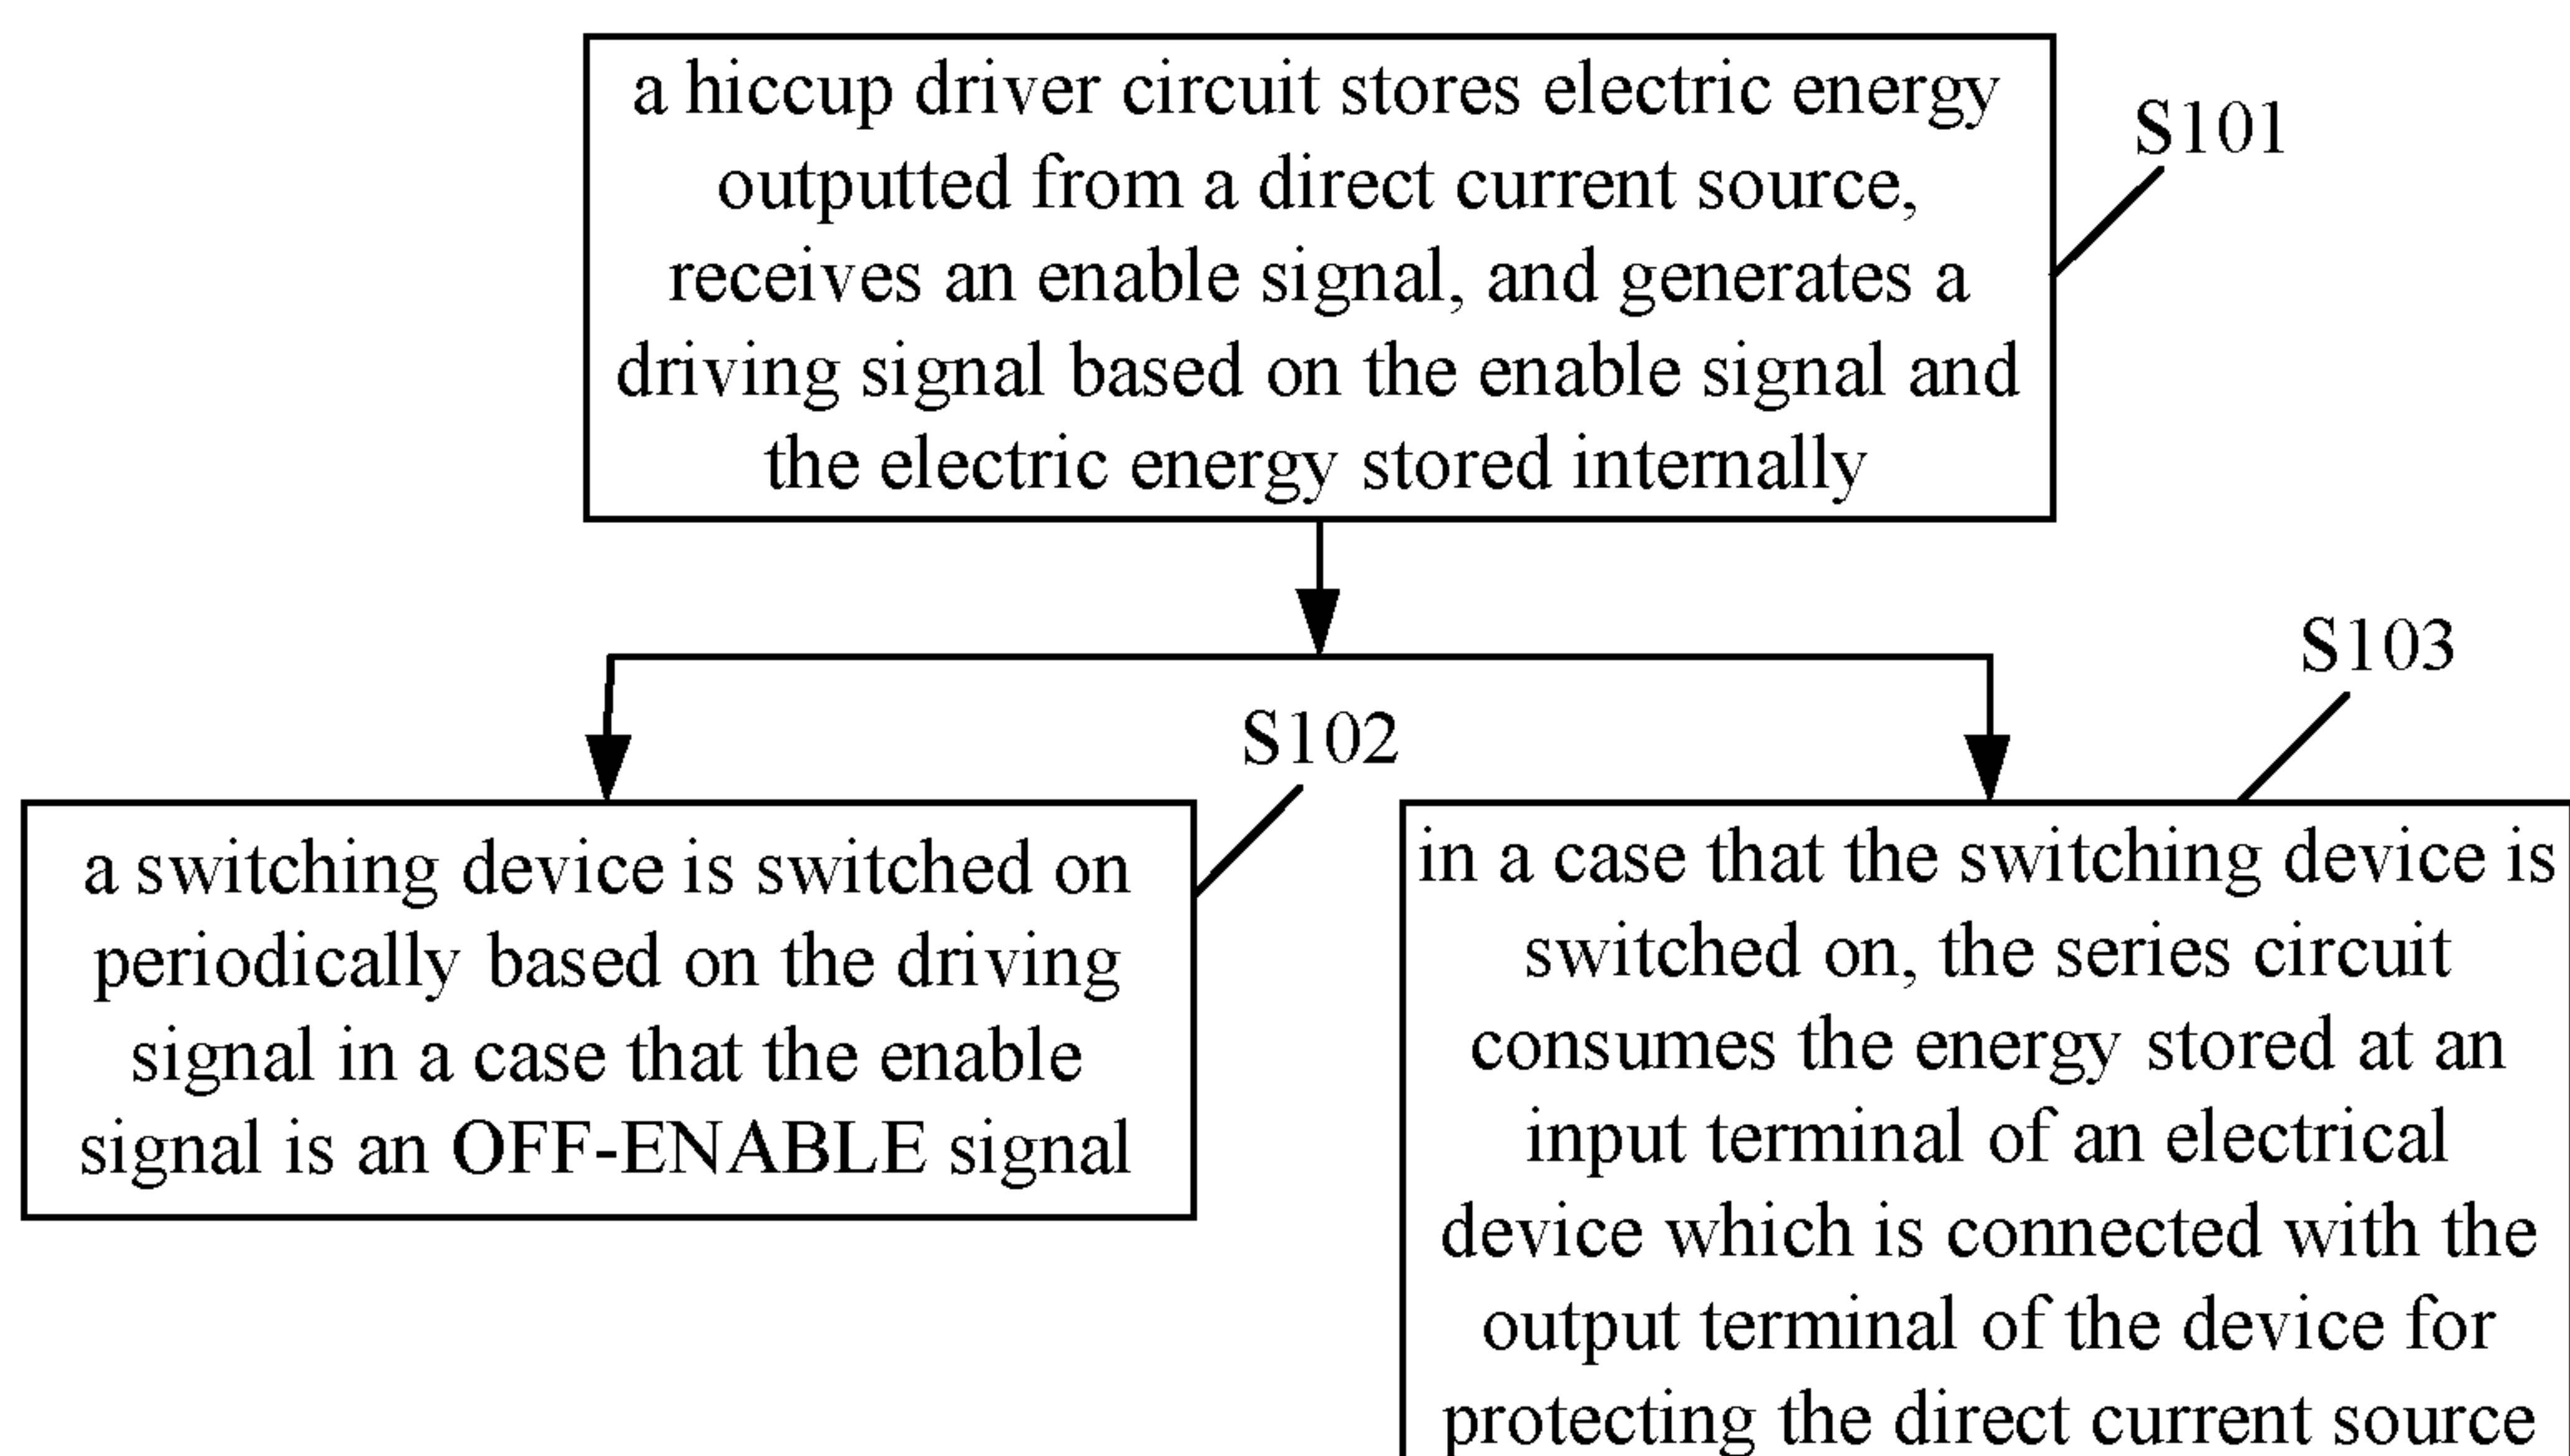 a hiccup driver circuit stores electric energy
outputted from a direct current source,
receives an enable signal, and generates a
driving signal based on the enable signal and
the electric energy stored internally
S101
S102
a switching device is switched on
periodically based on the driving
signal in a case that the enable
signal is an OFF-ENABLE signal
S103
in a case that the switching device is
switched on, the series circuit
consumes the energy stored at an
input terminal of an electrical
device which is connected with the
output terminal of the device for
protecting the direct current source